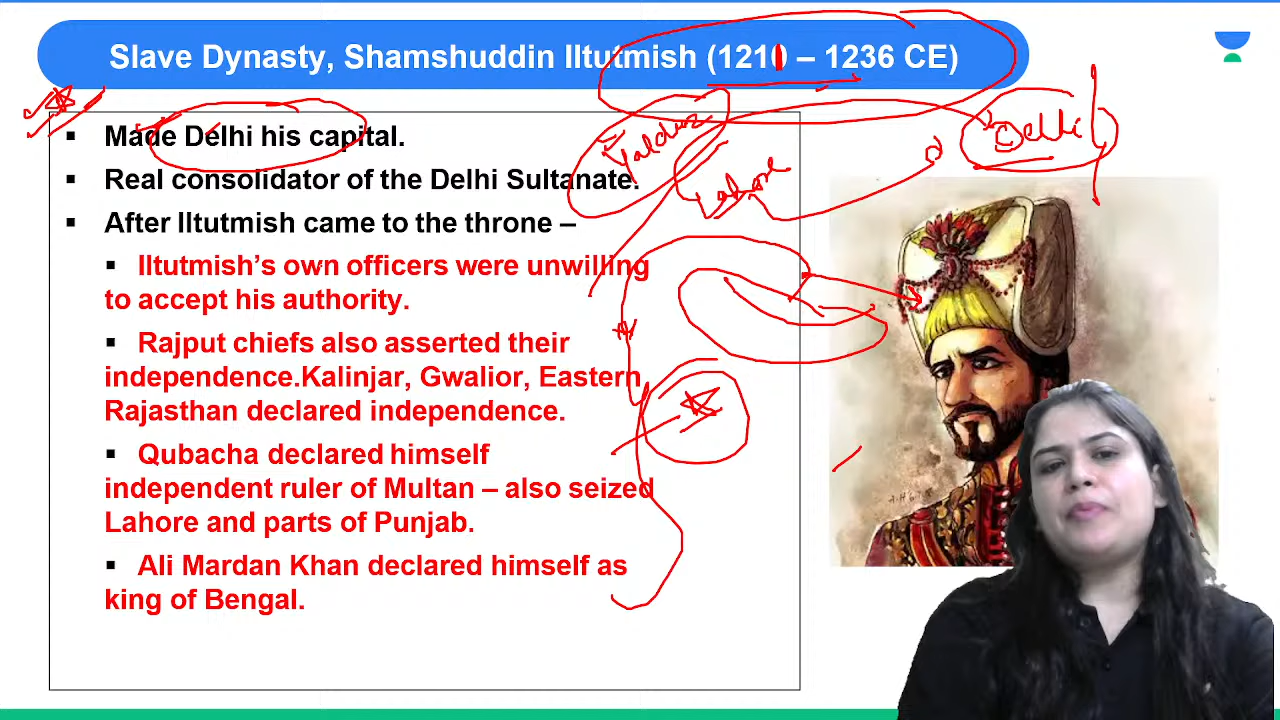 Slave Dynasty, Shamshuddin Iltutmish (1210 – 1236 CE)
▪ Made Delhi his capital.
▪ Real consolidator of the Delhi Sultanate.
▪ After Iltutmish came to the throne –
▪ Iltutmish’s own officers were unwilling
to accept his authority.
▪ Rajput chiefs also asserted their
independence.Kalinjar, Gwalior, Eastern
Rajasthan declared independence.
▪ Qubacha declared himself
independent ruler of Multan – also seized
Lahore and parts of Punjab.
▪ Ali Mardan Khan declared himself as
king of Bengal.
Yalduz
Lahore
Delhi